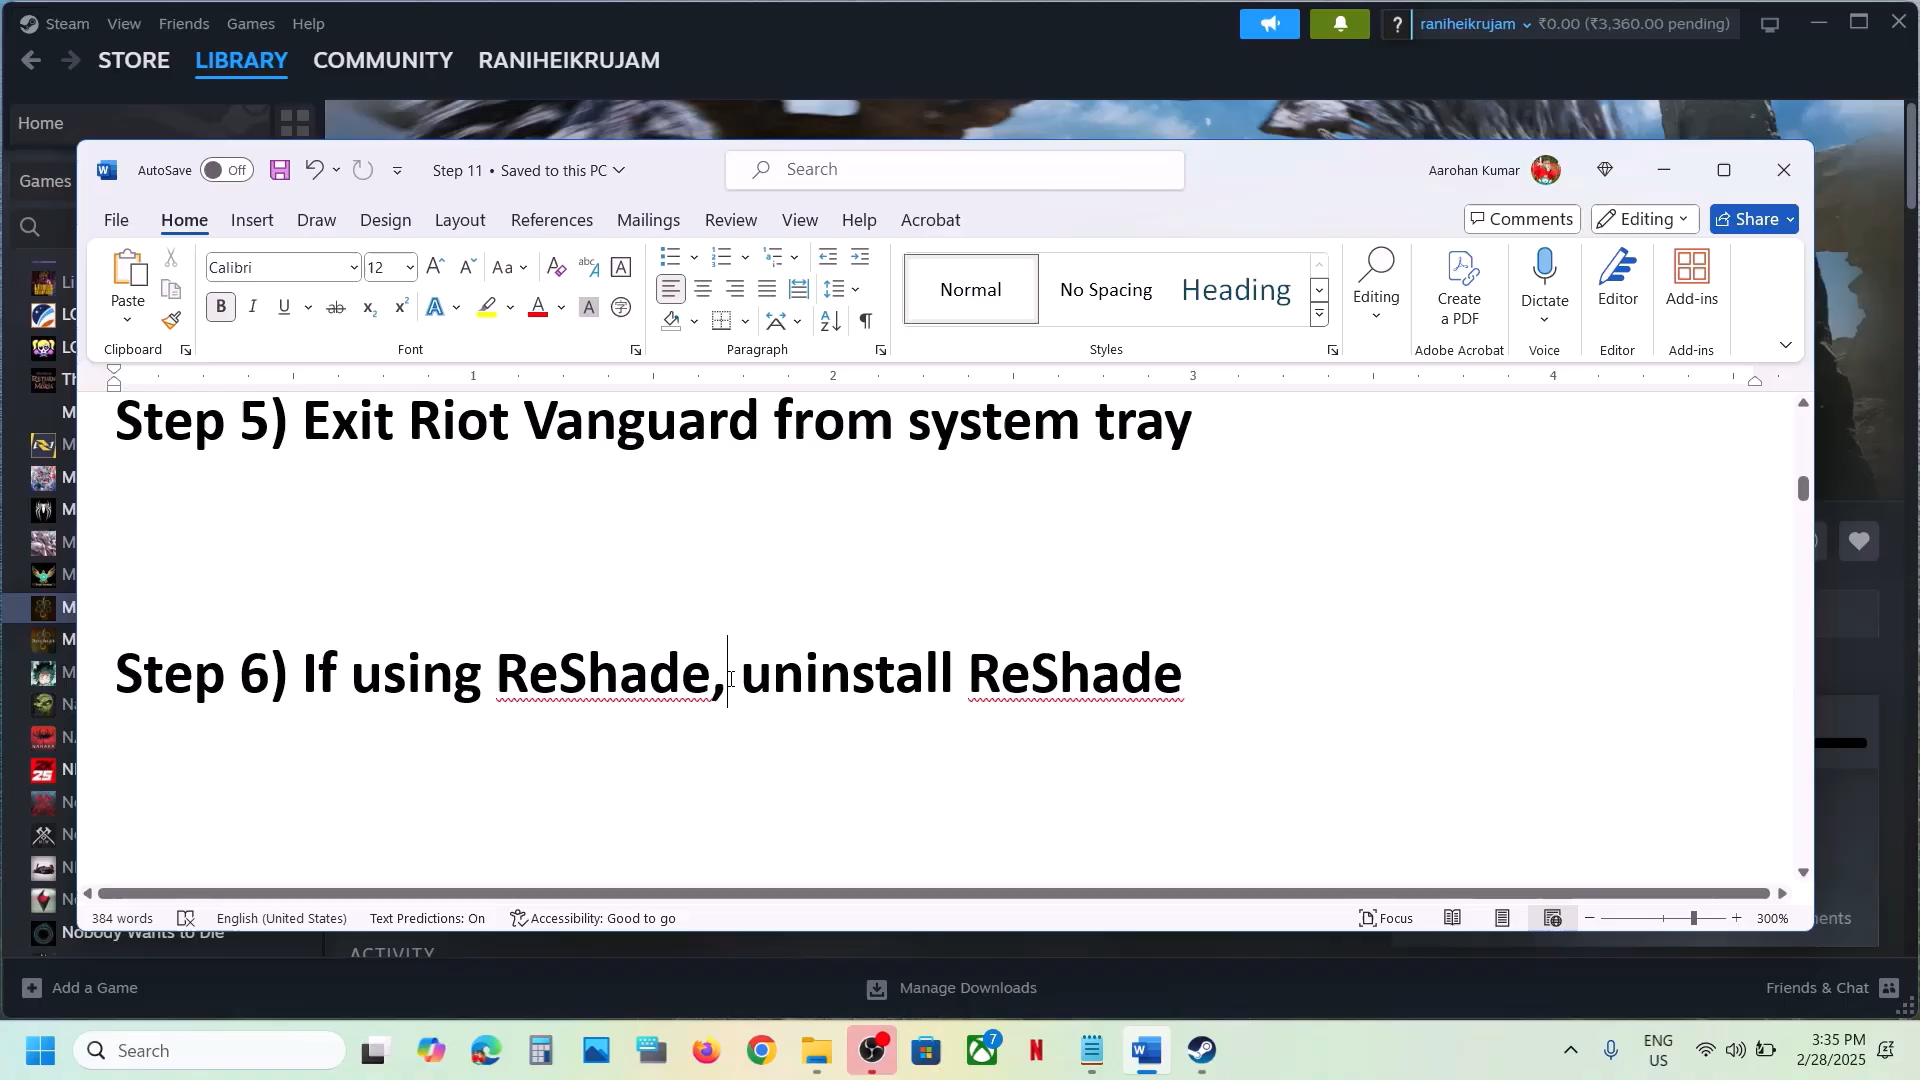 Steam View Friends Games Help
? raniheikrujam ₹0.00 (₹3,360.00 pending)
STORE LIBRARY COMMUNITY RANIHEIKRUJAM
Home
Games
AutoSave Off Step 11 • Saved to this PC Search Aarohan Kumar
File Home Insert Draw Design Layout References Mailings Review View Help Acrobat Comments Editing Share
Paste Calibri 12 Normal No Spacing Heading Editing Create a PDF Dictate Editor Add-ins
Clipboard Font Paragraph Styles Adobe Acrobat Voice Editor Add-ins
1 2 3 4
Step 5) Exit Riot Vanguard from system tray
Step 6) If using ReShade, uninstall ReShade
384 words English (United States) Text Predictions: On Accessibility: Good to go Focus 300%
Nobody Wants to Die
ACTIVITY
Add a Game Manage Downloads Friends & Chat
Search 7 ENG US 3:35 PM 2/28/2025